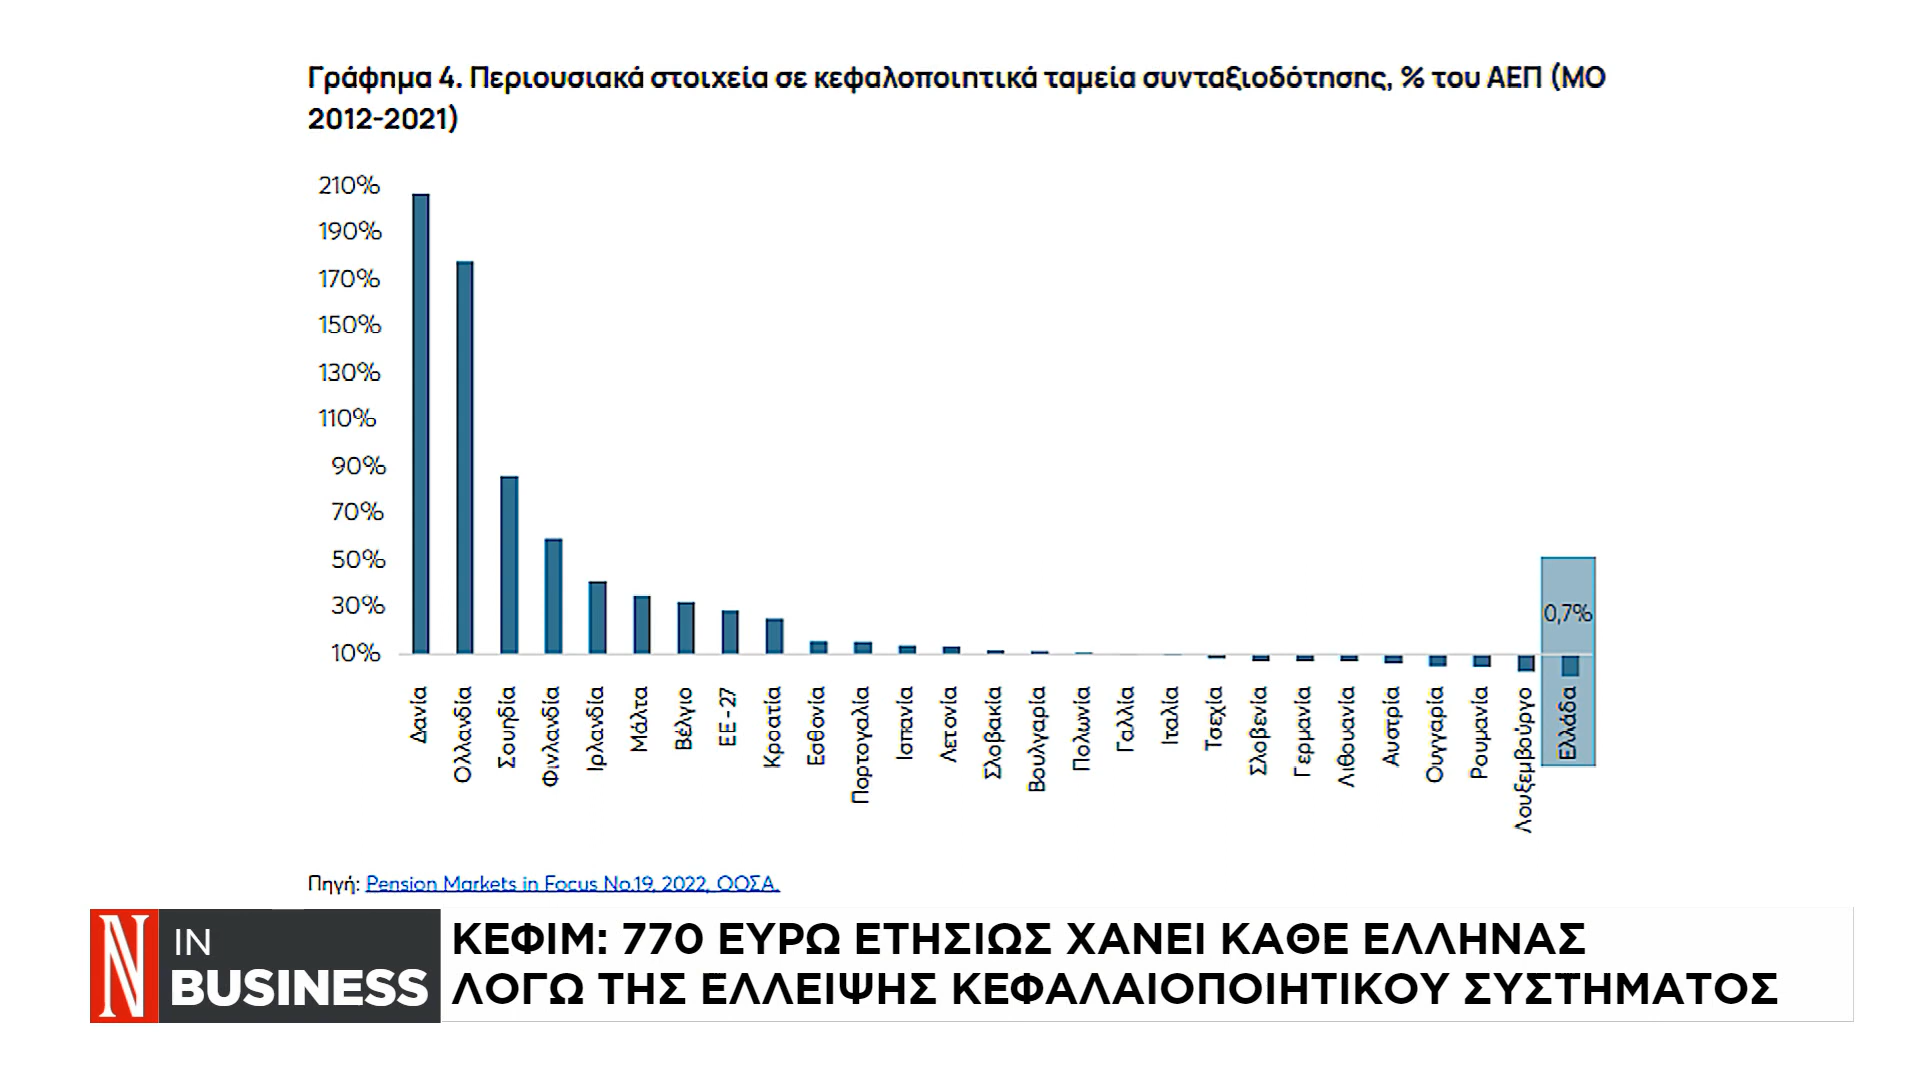 Γράφημα 4. Περιουσιακά στοιχεία σε κεφαλοποιητικά ταμεία συνταξιοδότησης, % του ΑΕΠ (ΜΟ
2012-2021)
210%
190%
170%
150%
130%
110%
90%
70%
50%
30%
10%
0,7%
Δανία
Ολλανδία
Σουηδία
Φινλανδία
Ιρλανδία
Μάλτα
Βέλγιο
ΕΕ-27
Κροατία
Εσθονία
Πορτογαλία
Ισπανία
Λετονία
Σλοβακία
Βουλγαρία
Πολωνία
Γαλλία
Ιταλία
Τσεχία
Σλοβενία
Γερμανία
Λιθουανία
Αυστρία
Ουγγαρία
Ρουμανία
Λουξεμβούργο
Ελλάδα
Πηγή: Pension Markets in Focus No.19, 2022, ΟΟΣΑ.
N IN
BUSINESS
ΚΕΦΙΜ: 770 ΕΥΡΩ ΕΤΗΣΙΩΣ ΧΑΝΕΙ ΚΑΘΕ ΕΛΛΗΝΑΣ
ΛΟΓΩ ΤΗΣ ΕΛΛΕΙΨΗΣ ΚΕΦΑΛΑΙΟΠΟΙΗΤΙΚΟΥ ΣΥΣΤΗΜΑΤΟΣ